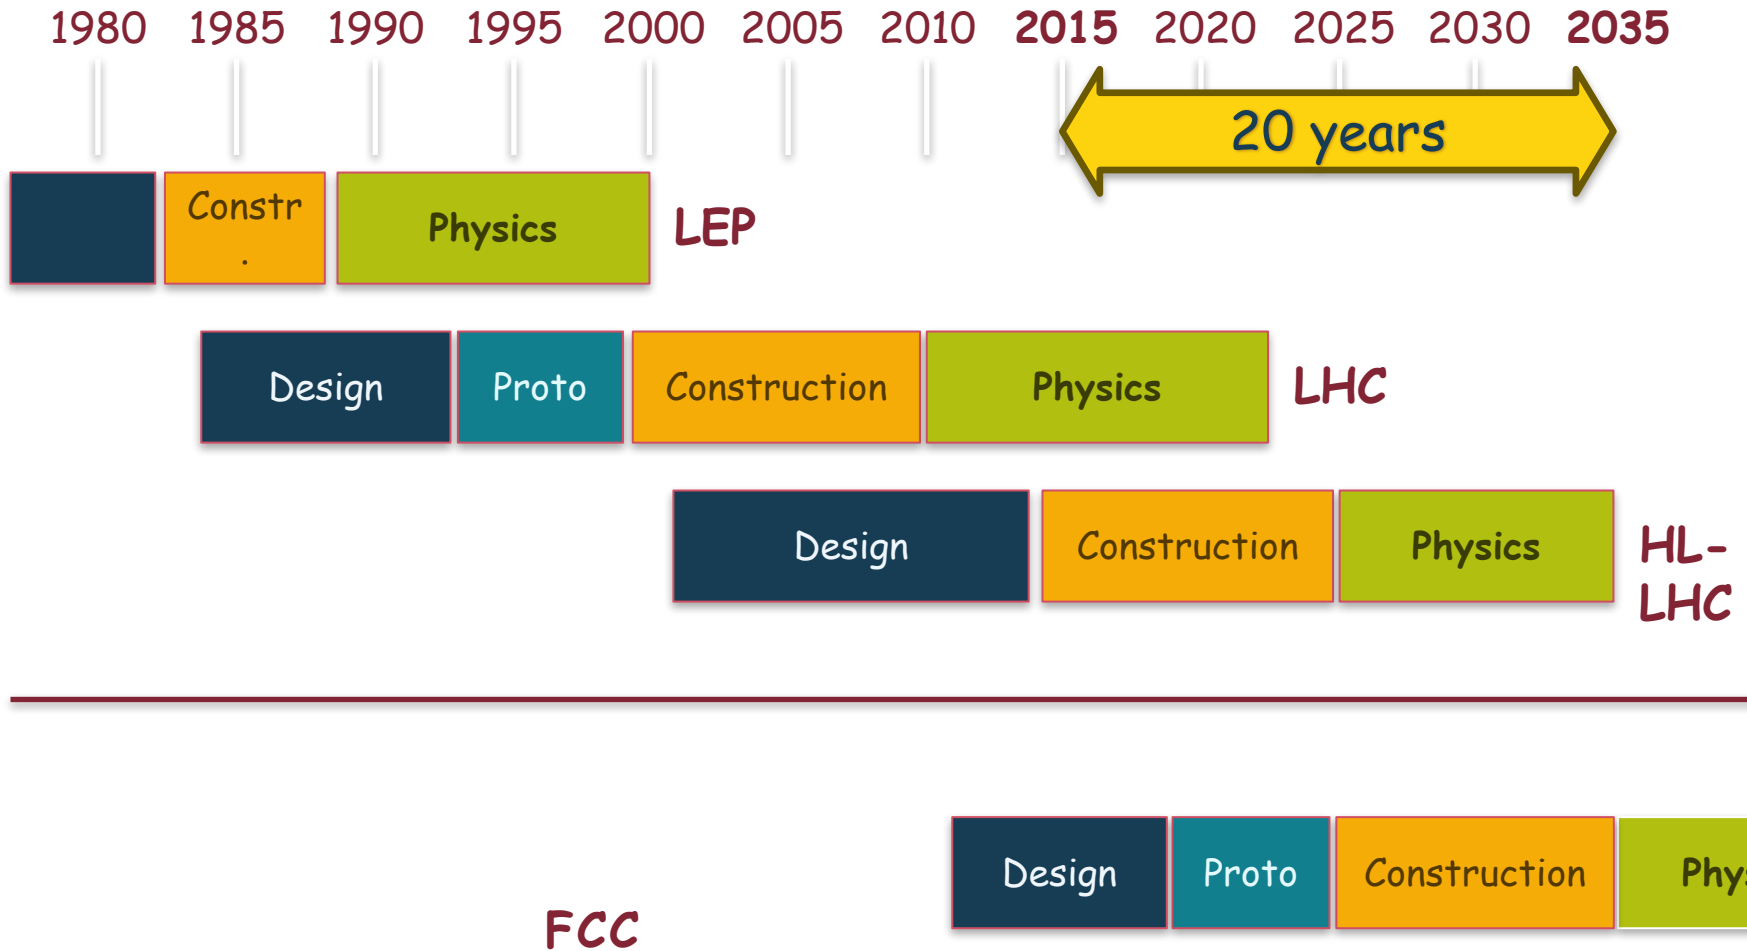 1980 1985 1990 1995 2000 2005 2010 2015 2020 2025 2030 2035
20 years
Constr
.
Physics
LEP
Design Proto Construction Physics LHC
Design Construction Physics
HL-
LHC
Design Proto Construction Phys
FCC